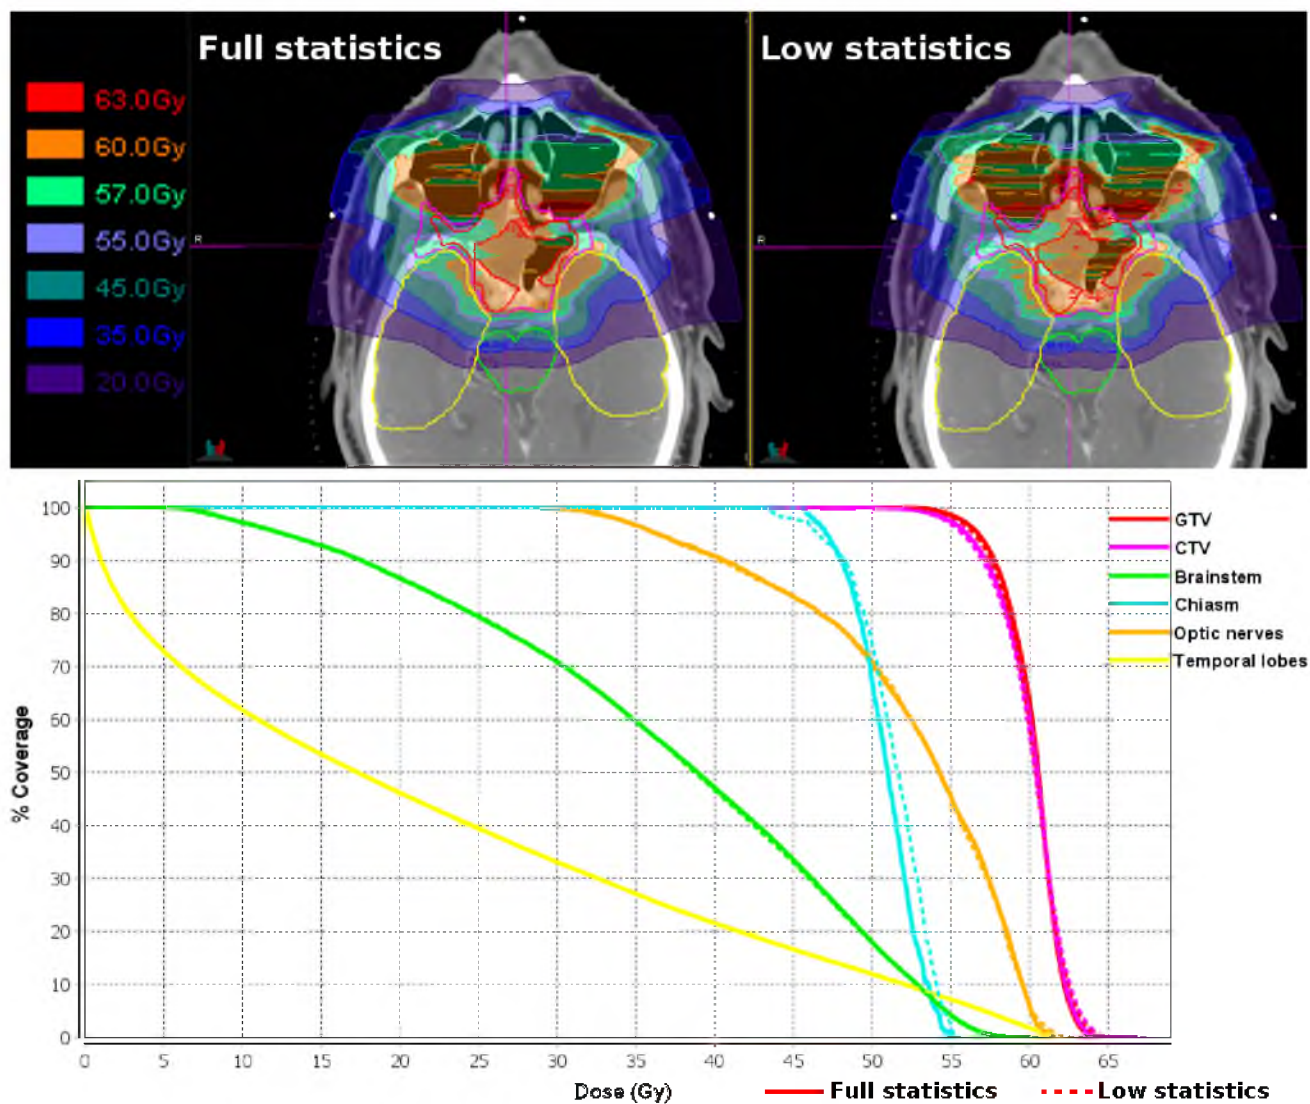 Full statistics
Low statistics
63.0Gy
60.0Gy
57.0Gy
55.0Gy
45.0Gy
35.0Gy
20.0Gy
R
R
100
90
80
70
60
50
40
30
20
10
0
% Coverage
GTV
CTV
Brainstem
Chiasm
Optic nerves
Temporal lobes
0 5 10 15 20 25 30 35 40 45 50 55 60 65
Dose (Gy)
Full statistics
Low statistics